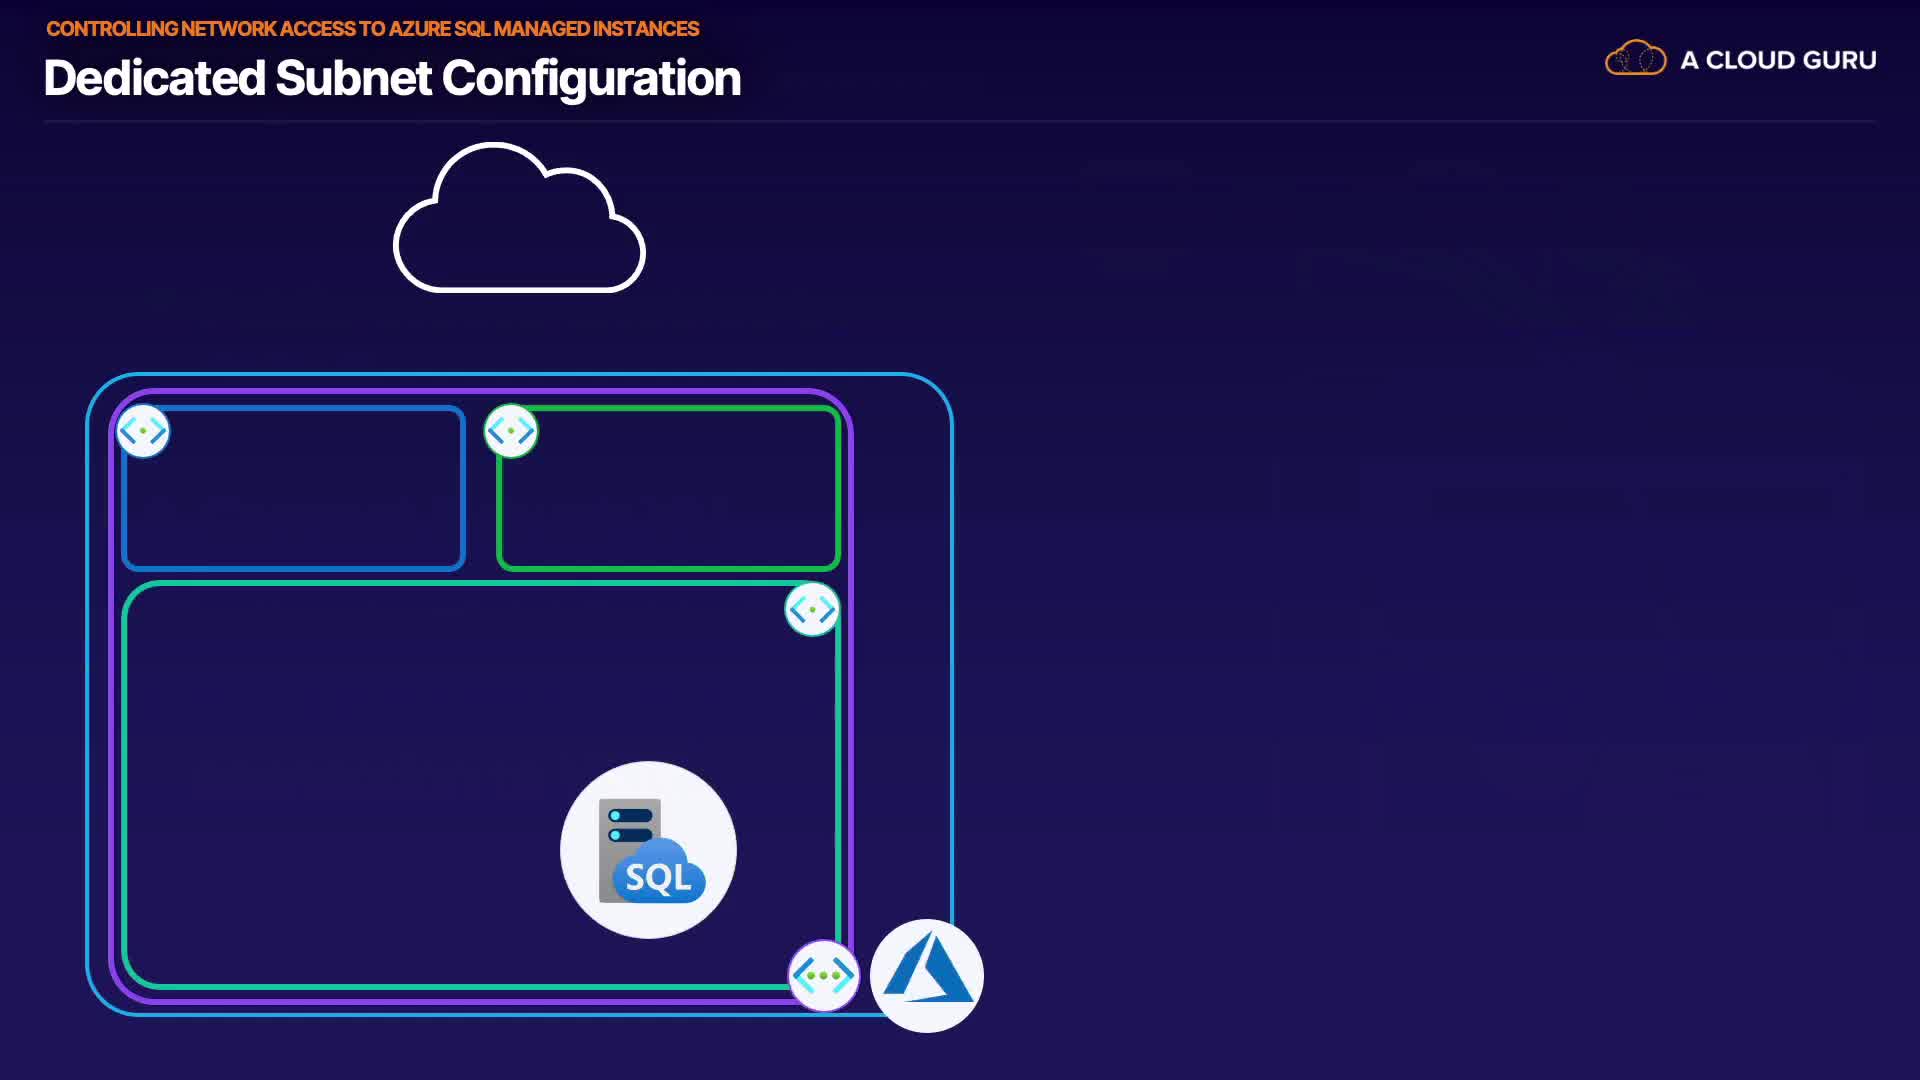 CONTROLLING NETWORK ACCESS TO AZURE SQL MANAGED INSTANCES
Dedicated Subnet Configuration
A CLOUD GURU
SQL